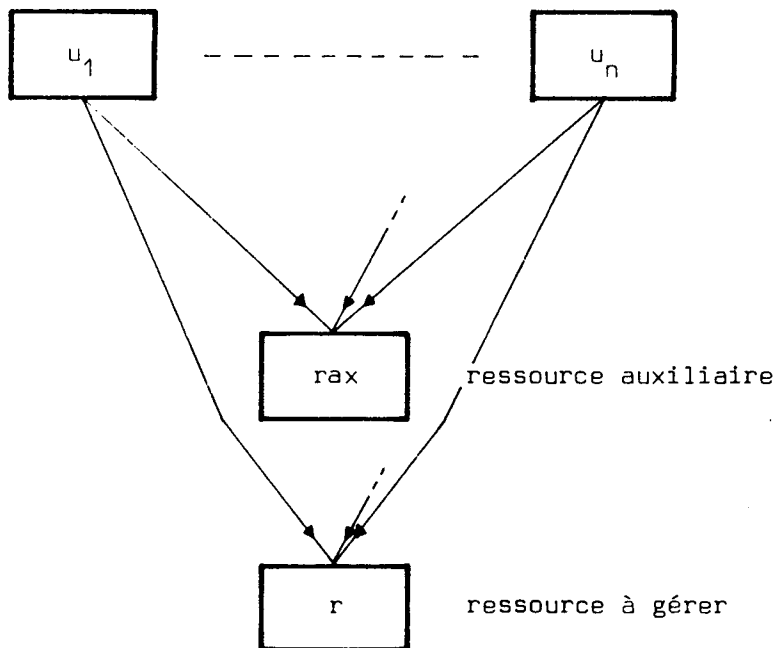 u₁ uₙ
rax ressource auxiliaire
r ressource à gérer